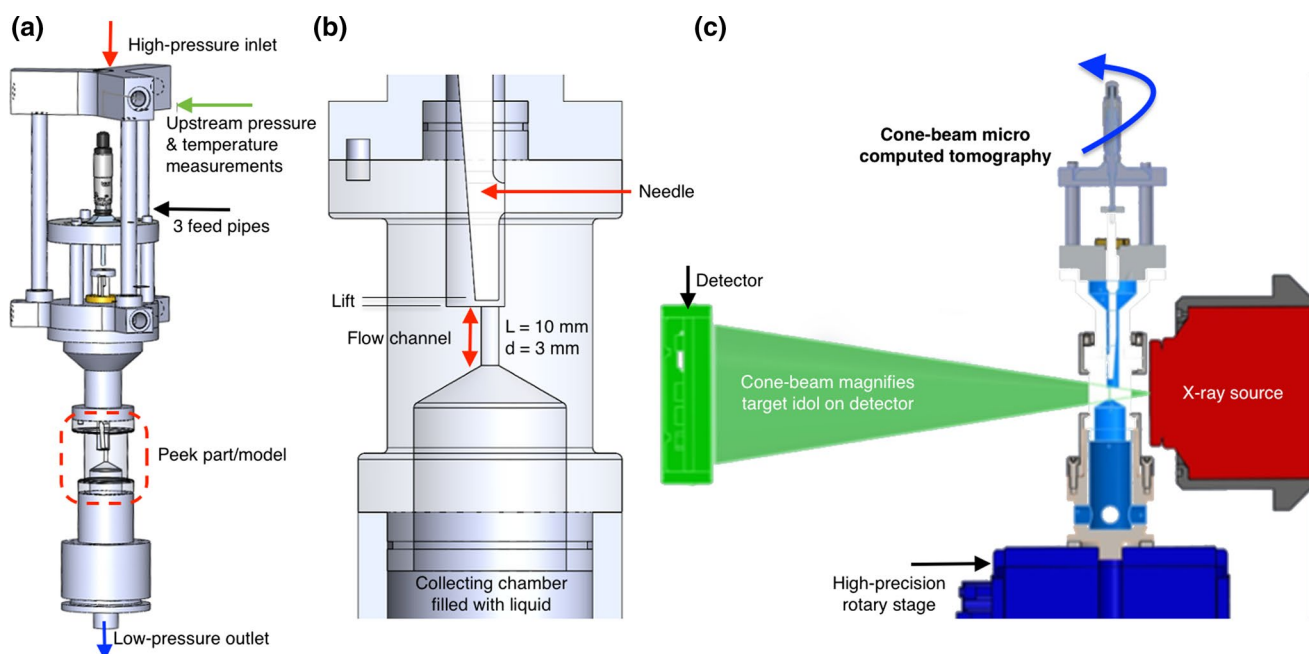 (a)
High-pressure inlet
Upstream pressure
& temperature
measurements
3 feed pipes
Peek part/model
Low-pressure outlet
(b)
Needle
Lift
Flow channel
L = 10 mm
d = 3 mm
Collecting chamber
filled with liquid
(c)
Cone-beam micro
computed tomography
Detector
Cone-beam magnifies
target idol on detector
X-ray source
High-precision
rotary stage